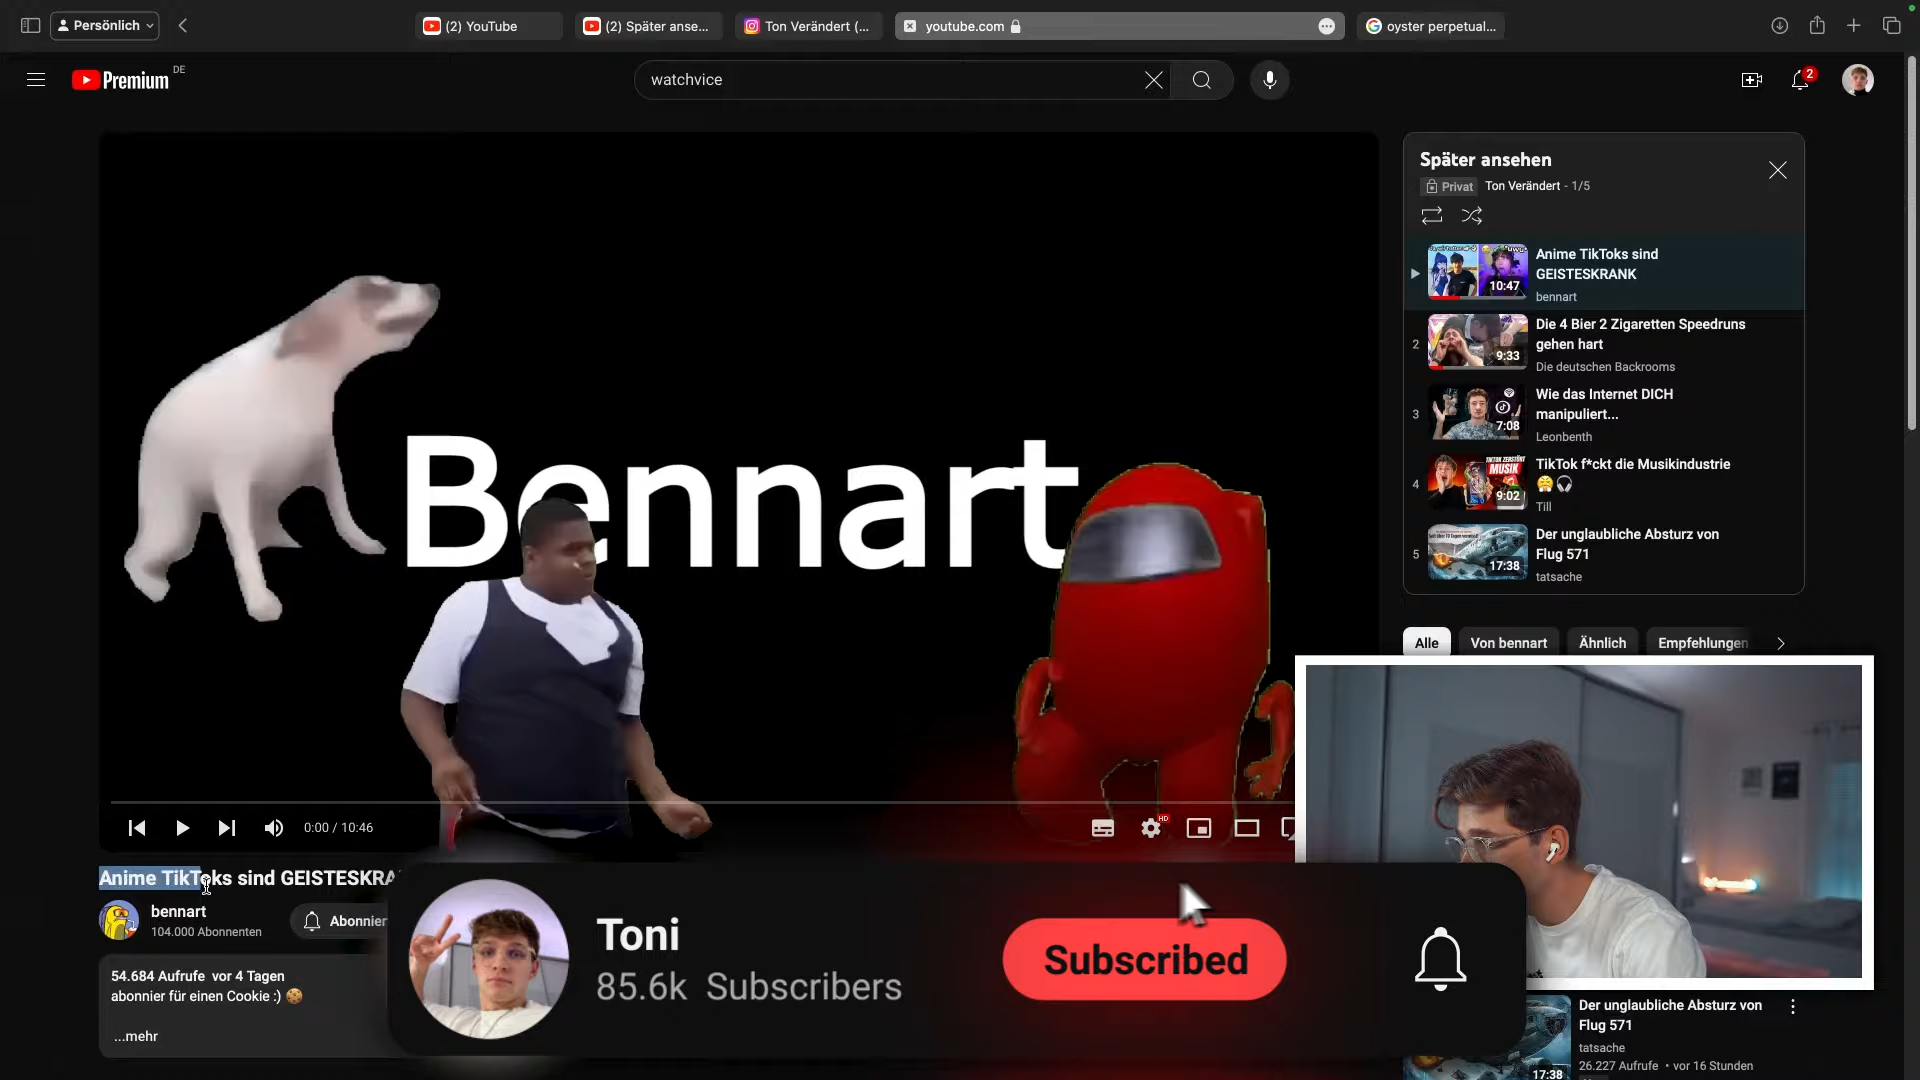 Persönlich
(2) YouTube
(2) Später anse...
Ton Verändert (...
youtube.com
oyster perpetual...
Premium
DE
watchvice
2
Später ansehen
Privat
Ton Verändert - 1/5
Anime TikToks sind
GEISTESKRANK
bennart
10:47
2
Die 4 Bier 2 Zigaretten Speedruns
gehen hart
Die deutschen Backrooms
9:33
3
Wie das Internet DICH
manipuliert...
Leonbenth
7:08
4
TikTok f*ckt die Musikindustrie
😤🎧
Till
9:02
5
Der unglaubliche Absturz von
Flug 571
tatsache
17:38
Bennart
Alle
Von bennart
Ähnlich
Empfehlungen
0:00 / 10:46
HD
Anime TikToks sind GEISTESKRA
bennart
104.000 Abonnenten
Abonnier
54.684 Aufrufe vor 4 Tagen
abonnier für einen Cookie :) 🍪
...mehr
Toni
85.6k Subscribers
Subscribed
Der unglaubliche Absturz von
Flug 571
tatsache
26.227 Aufrufe • vor 16 Stunden
17:38